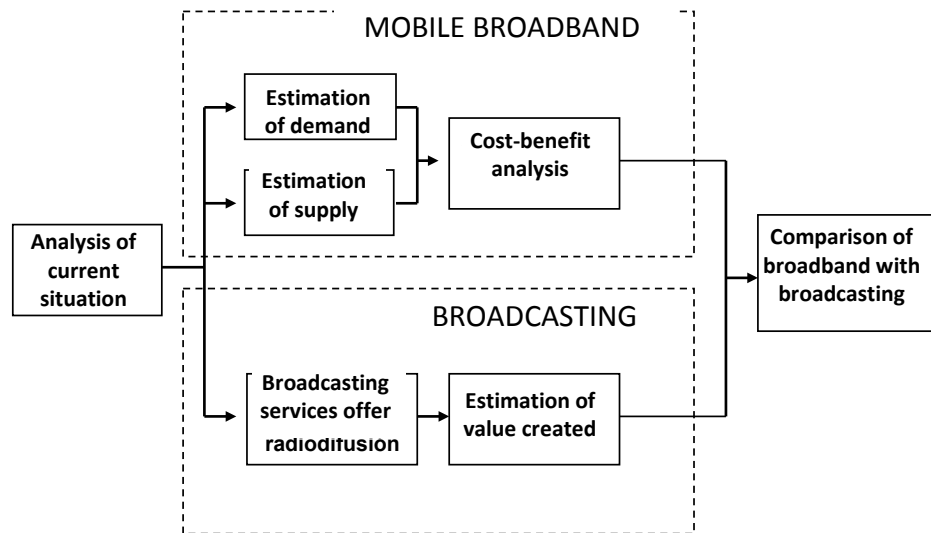 MOBILE BROADBAND
Estimation
of demand
Estimation
of supply
Cost-benefit
analysis
Analysis of
current
situation
Comparison of
broadband with
broadcasting
BROADCASTING
Broadcasting
services offer
radiodifusion
Estimation of
value created